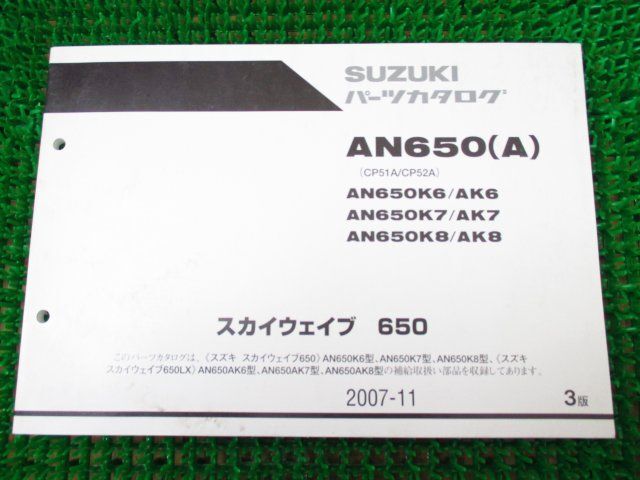 SUZUKI
パーツカタログ
AN650(A)
(CP51A/CP52A)
AN650K6/AK6
AN650K7/AK7
AN650K8/AK8
スカイウェイブ 650
このパーツカタログは、《スズキ スカイウェイブ650》AN650K6型、AN650K7型、AN650K8型、《スズキ
スカイウェイブ650LX》AN650AK6型、AN650AK7型、AN650AK8型の補給取扱い部品を収録してあります。
2007-11
3版